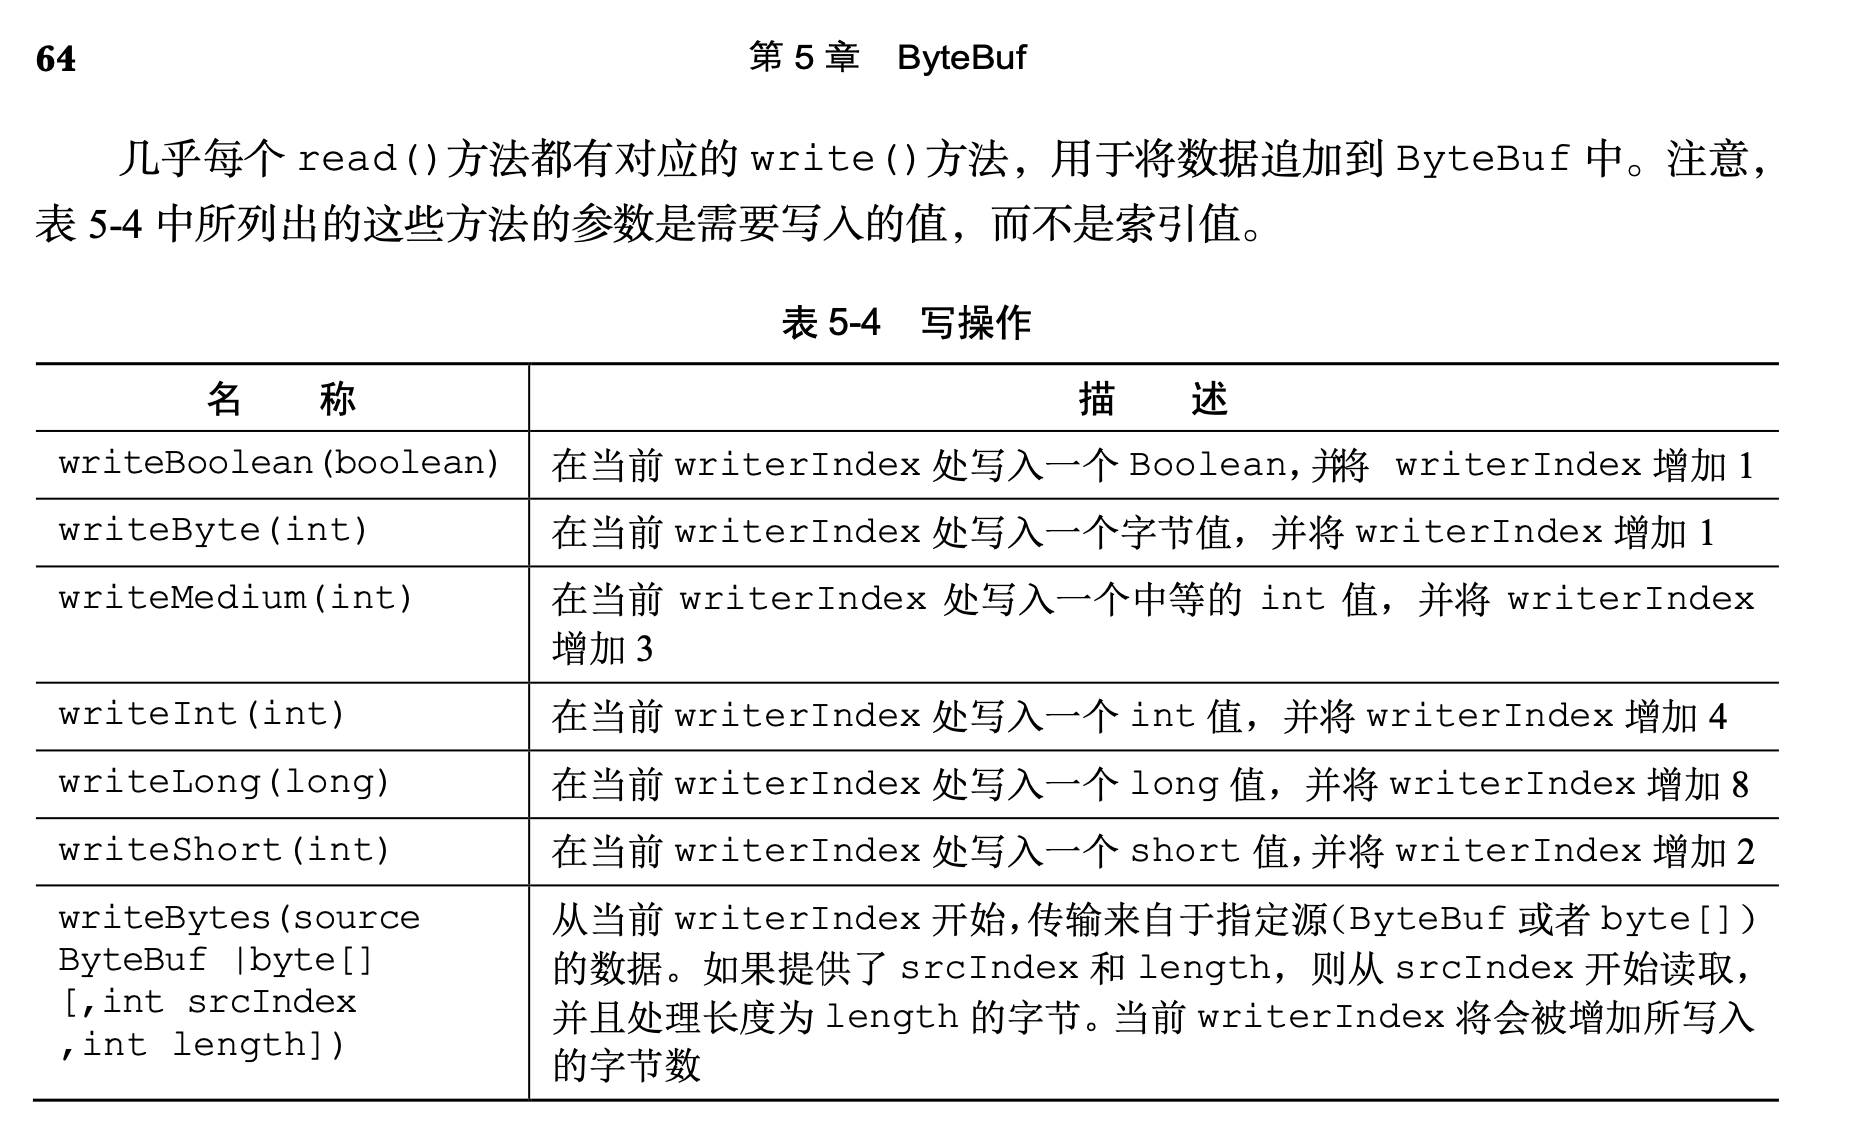 64
第 5 章 ByteBuf
几乎每个 read()方法都有对应的 write()方法，用于将数据追加到 ByteBuf 中。注意，
表 5-4 中所列出的这些方法的参数是需要写入的值，而不是索引值。
表 5-4 写操作
名 称 描 述
writeBoolean(boolean) 在当前 writerIndex 处写入一个 Boolean，并将 writerIndex 增加 1
writeByte(int) 在当前 writerIndex 处写入一个字节值，并将 writerIndex 增加 1
writeMedium(int) 在当前 writerIndex 处写入一个中等的 int 值，并将 writerIndex
增加 3
writeInt(int) 在当前 writerIndex 处写入一个 int 值，并将 writerIndex 增加 4
writeLong(long) 在当前 writerIndex 处写入一个 long 值，并将 writerIndex 增加 8
writeShort(int) 在当前 writerIndex 处写入一个 short 值，并将 writerIndex 增加 2
writeBytes(source
ByteBuf |byte[]
[,int srcIndex
,int length])
从当前 writerIndex 开始，传输来自于指定源(ByteBuf 或者 byte[])
的数据。如果提供了 srcIndex 和 length，则从 srcIndex 开始读取，
并且处理长度为 length 的字节。当前 writerIndex 将会被增加所写入
的字节数